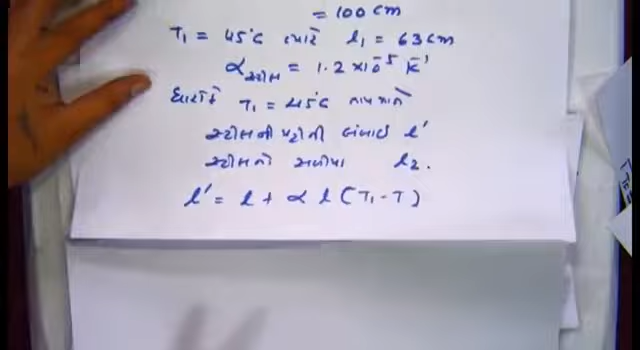 = 100 cm
T₁ = 45°C ત્યારે l₁ = 63 cm
α સ્ટીલ = 1.2 × 10⁻⁵ K⁻¹
ધારોકે T₁ = 45°C તાપમાને
સ્ટીલની પટ્ટીની લંબાઈ l'
સ્ટીલનો સળિયા l₂.
l' = l + α l (T₁ - T)